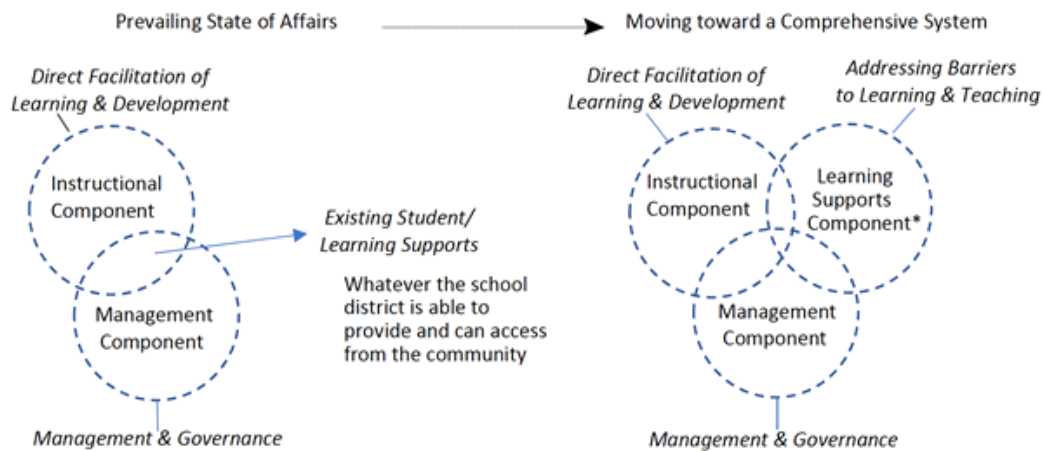 Prevailing State of Affairs
Moving toward a Comprehensive System
Direct Facilitation of
Learning & Development
Instructional
Component
Existing Student/
Learning Supports
Whatever the school
district is able to
provide and can access
from the community
Management
Component
Management & Governance
Direct Facilitation of
Learning & Development
Addressing Barriers
to Learning & Teaching
Instructional
Component
Learning
Supports
Component*
Management
Component
Management & Governance